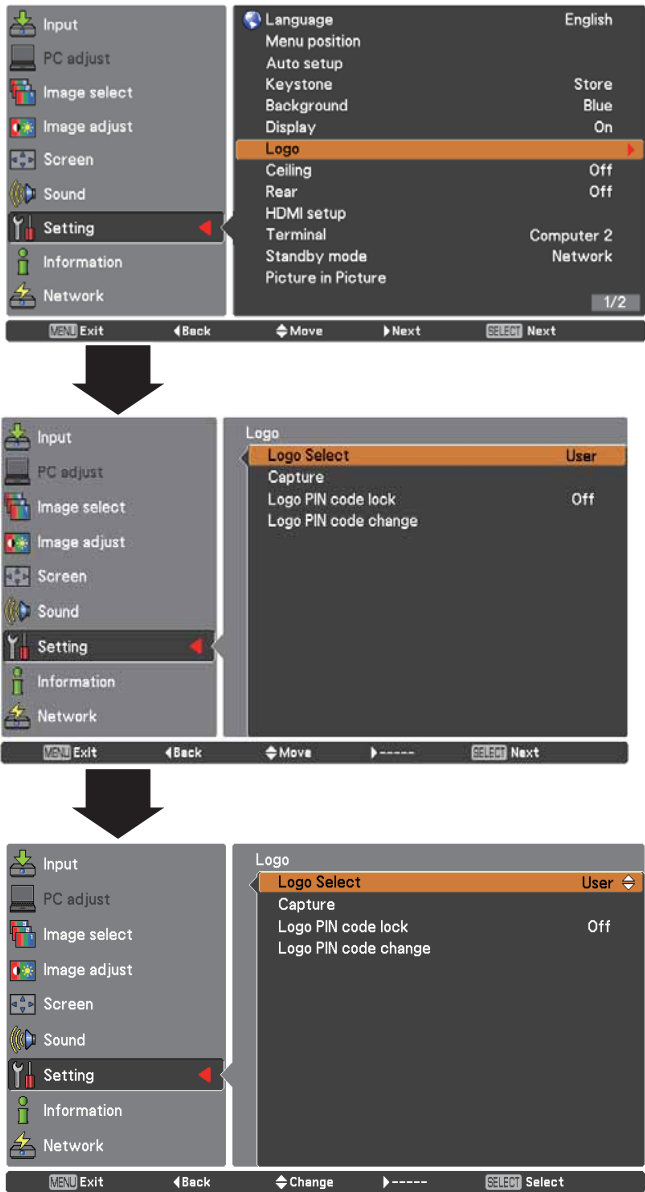 Input
PC adjust
Image select
Image adjust
Screen
Sound
Setting
Information
Network
Language English
Menu position
Auto setup
Keystone Store
Background Blue
Display On
Logo
Ceiling Off
Rear Off
HDMI setup
Terminal Computer 2
Standby mode Network
Picture in Picture
1/2
MENU Exit Back Move Next SELECT Next
Input
PC adjust
Image select
Image adjust
Screen
Sound
Setting
Information
Network
Logo
Logo Select User
Capture
Logo PIN code lock Off
Logo PIN code change
MENU Exit Back Move ----- SELECT Next
Input
PC adjust
Image select
Image adjust
Screen
Sound
Setting
Information
Network
Logo
Logo Select User
Capture
Logo PIN code lock Off
Logo PIN code change
MENU Exit Back Change ----- SELECT Select